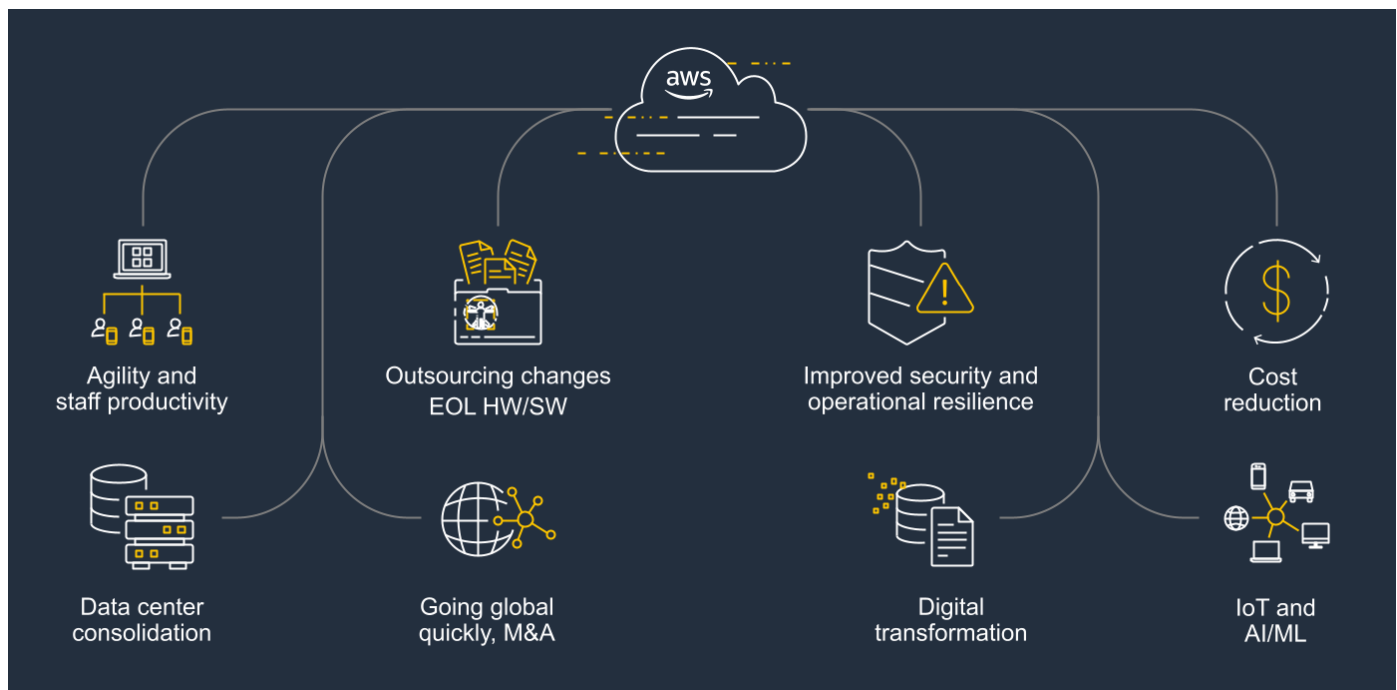 aws
Agility and
staff productivity
Outsourcing changes
EOL HW/SW
Improved security and
operational resilience
Cost
reduction
Data center
consolidation
Going global
quickly, M&A
Digital
transformation
IoT and
AI/ML